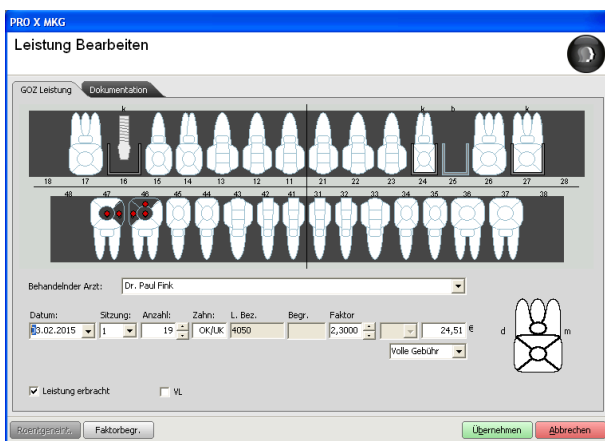 PRO X MKG
Leistung Bearbeiten
GOZ Leistung Dokumentation
k k b k
18 17 16 15 14 13 12 11 21 22 23 24 25 26 27 28
48 47 46 45 44 43 42 41 31 32 33 34 35 36 37 38
Behandelnder Arzt: Dr. Paul Fink
Datum: Sitzung: Anzahl: Zahn: L. Bez. Begr. Faktor
03.02.2015 1 19 OK/UK 4050 2,3000 24,51 € d m
Volle Gebühr
Leistung erbracht VL
Roentgeneinh. Faktorbegr. Übernehmen Abbrechen